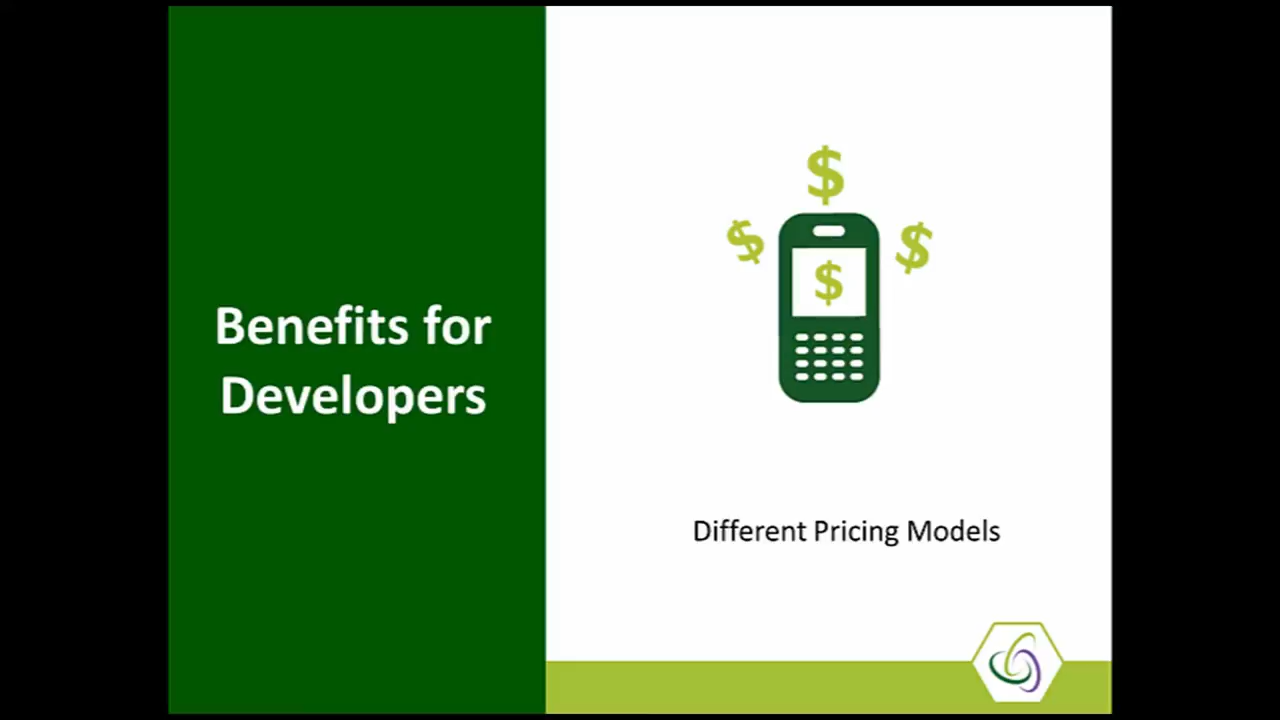 Benefits for
Developers
$
$
$
$
Different Pricing Models